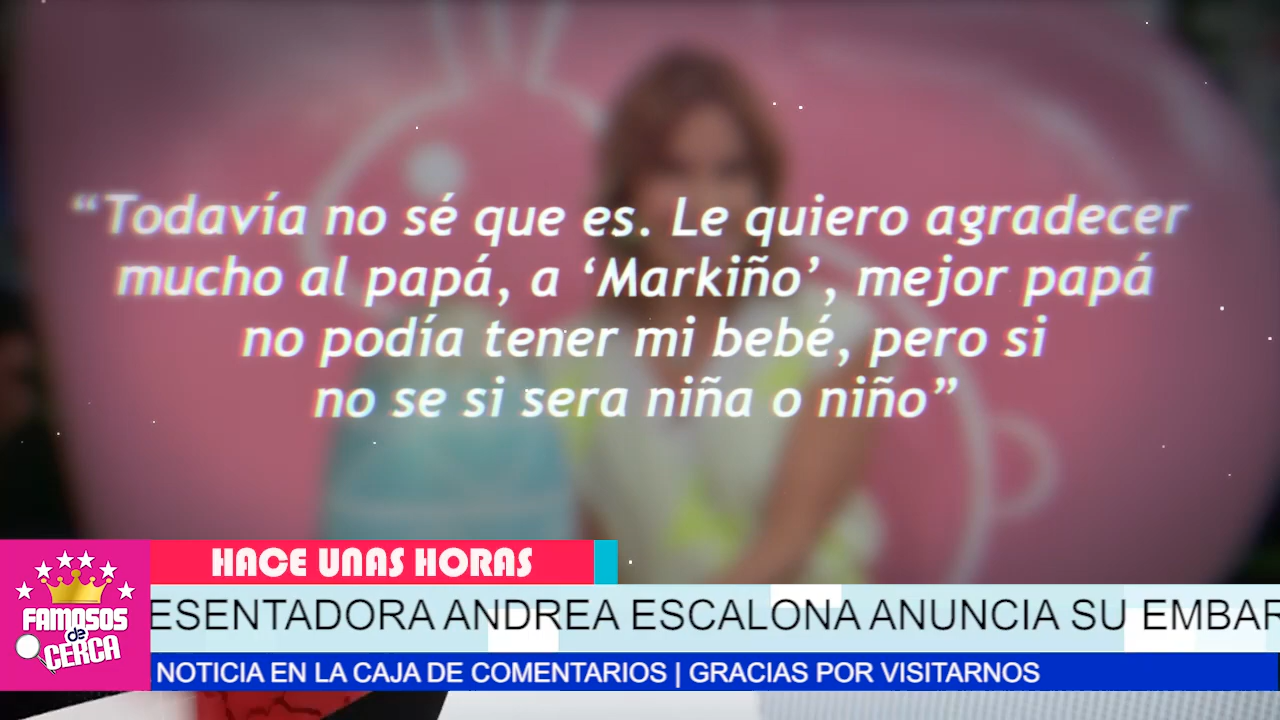 “Todavía no sé que es. Le quiero agradecer
mucho al papá, a ‘Markiño’, mejor papá
no podía tener mi bebé, pero si
no se si sera niña o niño”
HACE UNAS HORAS
FAMOSOS
de
CERCA
ESENTADORA ANDREA ESCALONA ANUNCIA SU EMBAR
NOTICIA EN LA CAJA DE COMENTARIOS | GRACIAS POR VISITARNOS